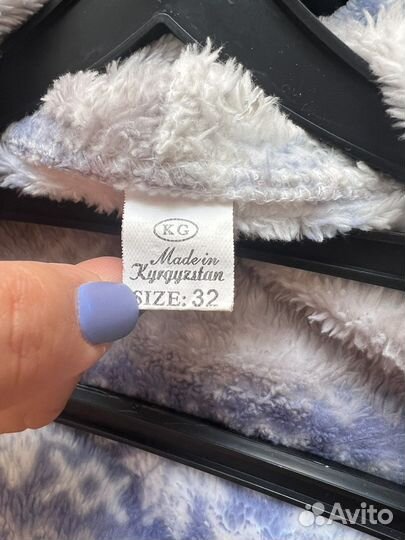 KG
Made in
Kyrgyzstan
SIZE: 32
Avito